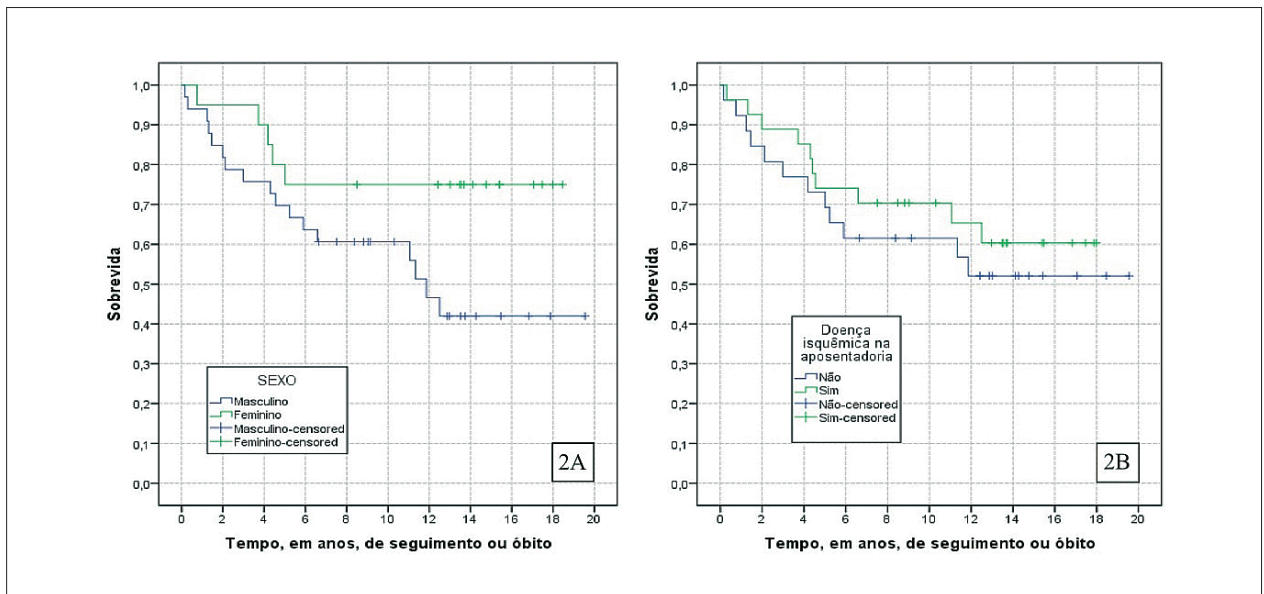 1,0
0,9
0,8
0,7
0,6
0,5
0,4
0,3
0,2
0,1
0,0
Sobrevida
SEXO
Masculino
Feminino
Masculino-censored
Feminino-censored
2A
0 2 4 6 8 10 12 14 16 18 20
Tempo, em anos, de seguimento ou óbito
1,0
0,9
0,8
0,7
0,6
0,5
0,4
0,3
0,2
0,1
0,0
Sobrevida
Doença
isquêmica na
aposentadoria
Não
Sim
Não-censored
Sim-censored
2B
0 2 4 6 8 10 12 14 16 18 20
Tempo, em anos, de seguimento ou óbito